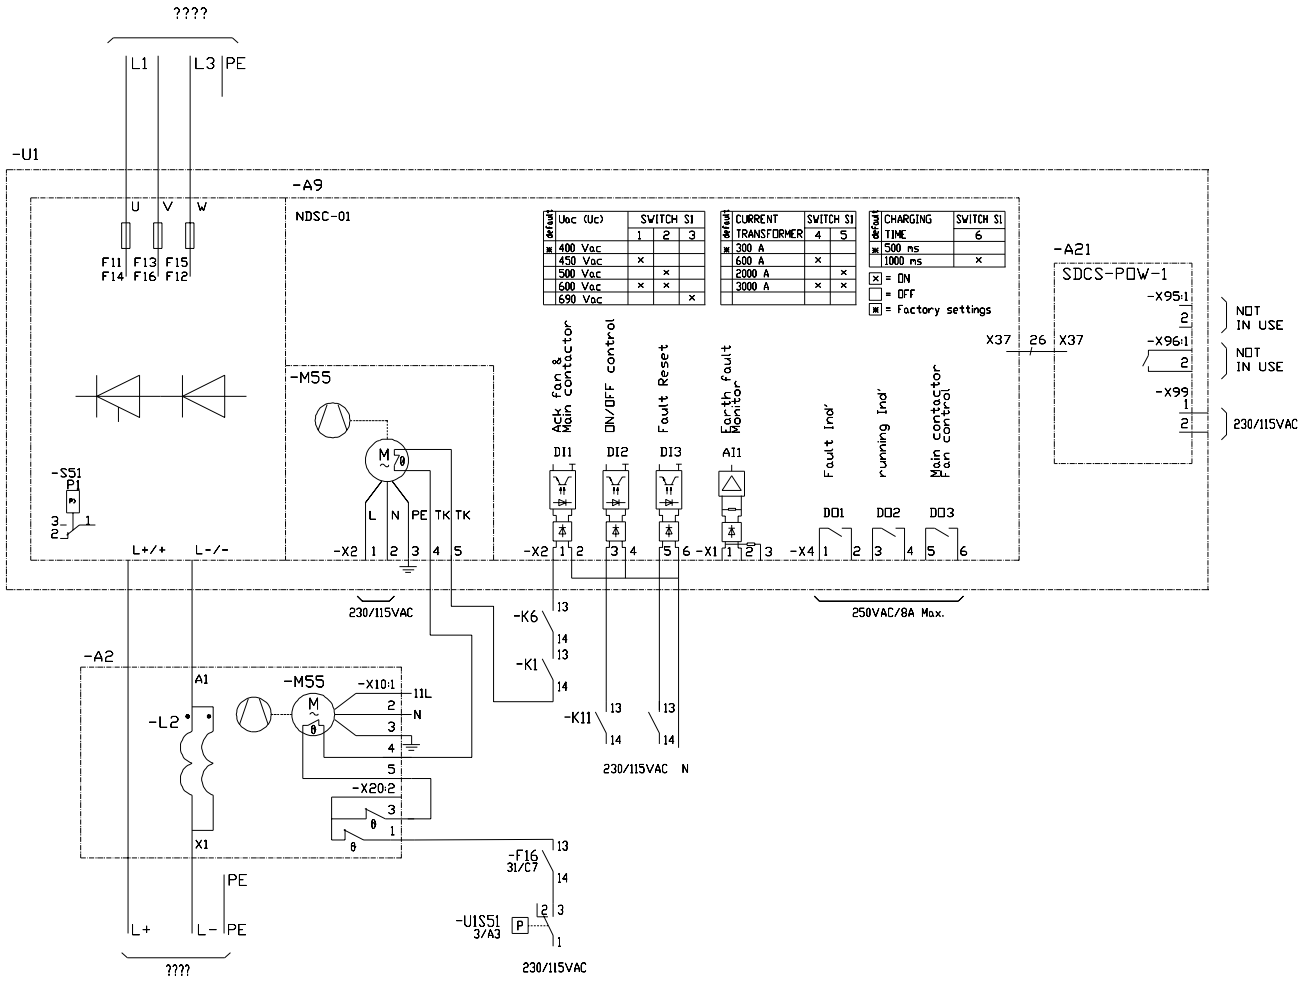 ????
L1
L3
PE
-U1
-A9
NDSC-01
U V W
F11 F13 F15
F14 F16 F12
default Uac (Uc) SWITCH S1
1 2 3
* 400 Vac
450 Vac ×
500 Vac ×
600 Vac × ×
690 Vac ×
default CURRENT TRANSFORMER SWITCH S1
4 5
* 300 A
600 A ×
2000 A ×
3000 A × ×
default CHARGING TIME SWITCH S1
6
* 500 ms
1000 ms ×
× = ON
= OFF
* = Factory settings
-A21
SDCS-POW-1
-X95:1
2
NOT
IN USE
-X96:1
2
NOT
IN USE
-X99
1
2
230/115VAC
X37 26 X37
-M55
M
~
θ
L N PE TK TK
-X2 1 2 3 4 5
230/115VAC
-S51
P1
P>
3
2
1
L+/+ L-/-
Ack fan &
Main contactor
ON/OFF control
Fault Reset
Earth fault
Monitor
Fault Ind'
running Ind'
Main contactor
Fan control
DI1 DI2 DI3 AI1
DO1 DO2 DO3
-X2 1 2 3 4 5 6
-X1 1 2 3
-X4 1 2 3 4 5 6
250VAC/8A Max.
-K6
13
14
-K1
13
14
-K11
13
14
13
14
230/115VAC N
-A2
A1
-L2
X1
-M55
M
~
θ
-X10:1
11L
2
N
3
4
5
-X20:2
3
θ
1
θ
-F16
31/C7
13
14
-U1S51
3/A3
P
2 3
1
230/115VAC
PE
L+ L- PE
????